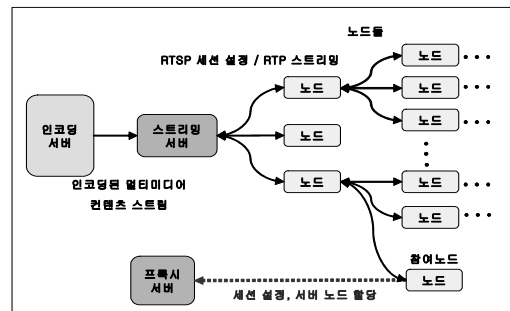 노드들
RTSP 세션 설정 / RTP 스트리밍
노드 • • •
노드
노드 • • •
노드 • • •
인코딩
서버
스트리밍
서버
노드
인코딩된 멀티미디어
컨텐츠 스트림
노드
노드 • • •
노드 • • •
참여노드
노드
프록시
서버
세션 설정, 서버 노드 할당